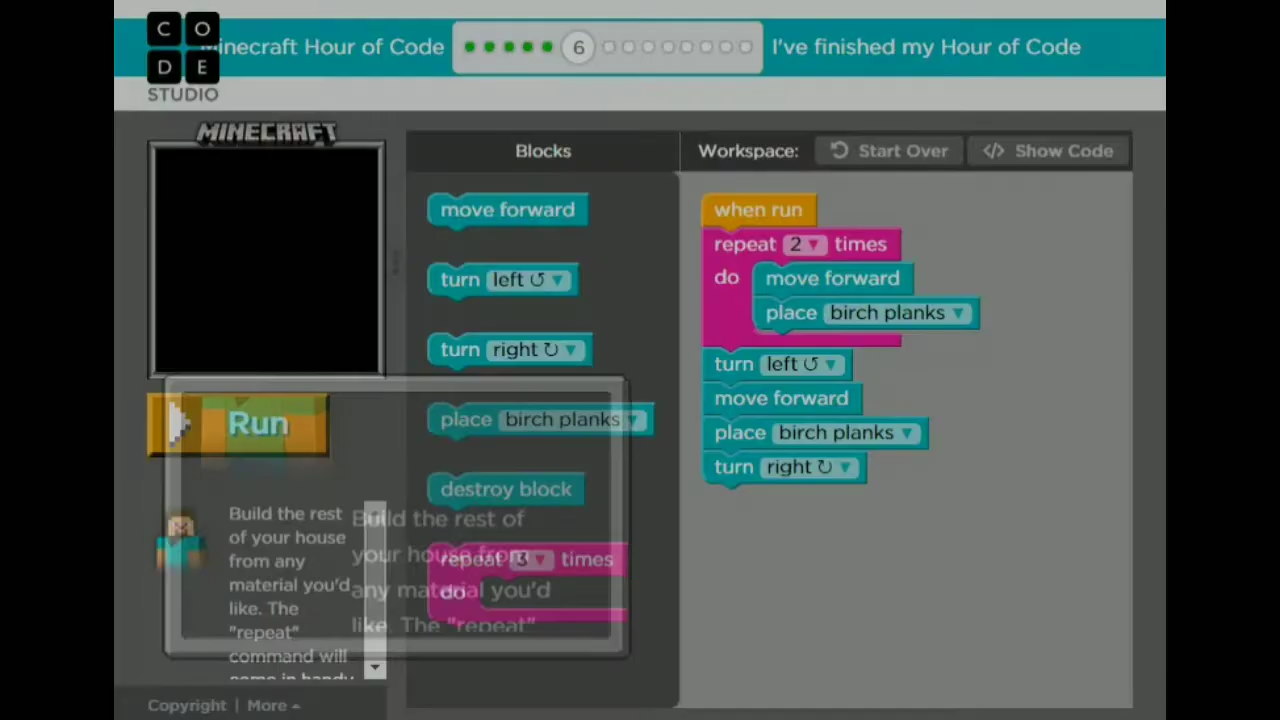 CODE
STUDIO
Minecraft Hour of Code
6
I've finished my Hour of Code
MINECRAFT
Blocks
Workspace:
Start Over
</> Show Code
move forward
turn left ↺ ▼
turn right ↻ ▼
place birch planks ▼
destroy block
repeat 3 ▼ times
do
when run
repeat 2 ▼ times
do
move forward
place birch planks ▼
turn left ↺ ▼
move forward
place birch planks ▼
turn right ↻ ▼
Run
Build the rest
of your house
from any
material you'd
like. The
"repeat"
command will
come in handy
Build the rest of
your house from
any material you'd
like. The "repeat"
Copyright | More